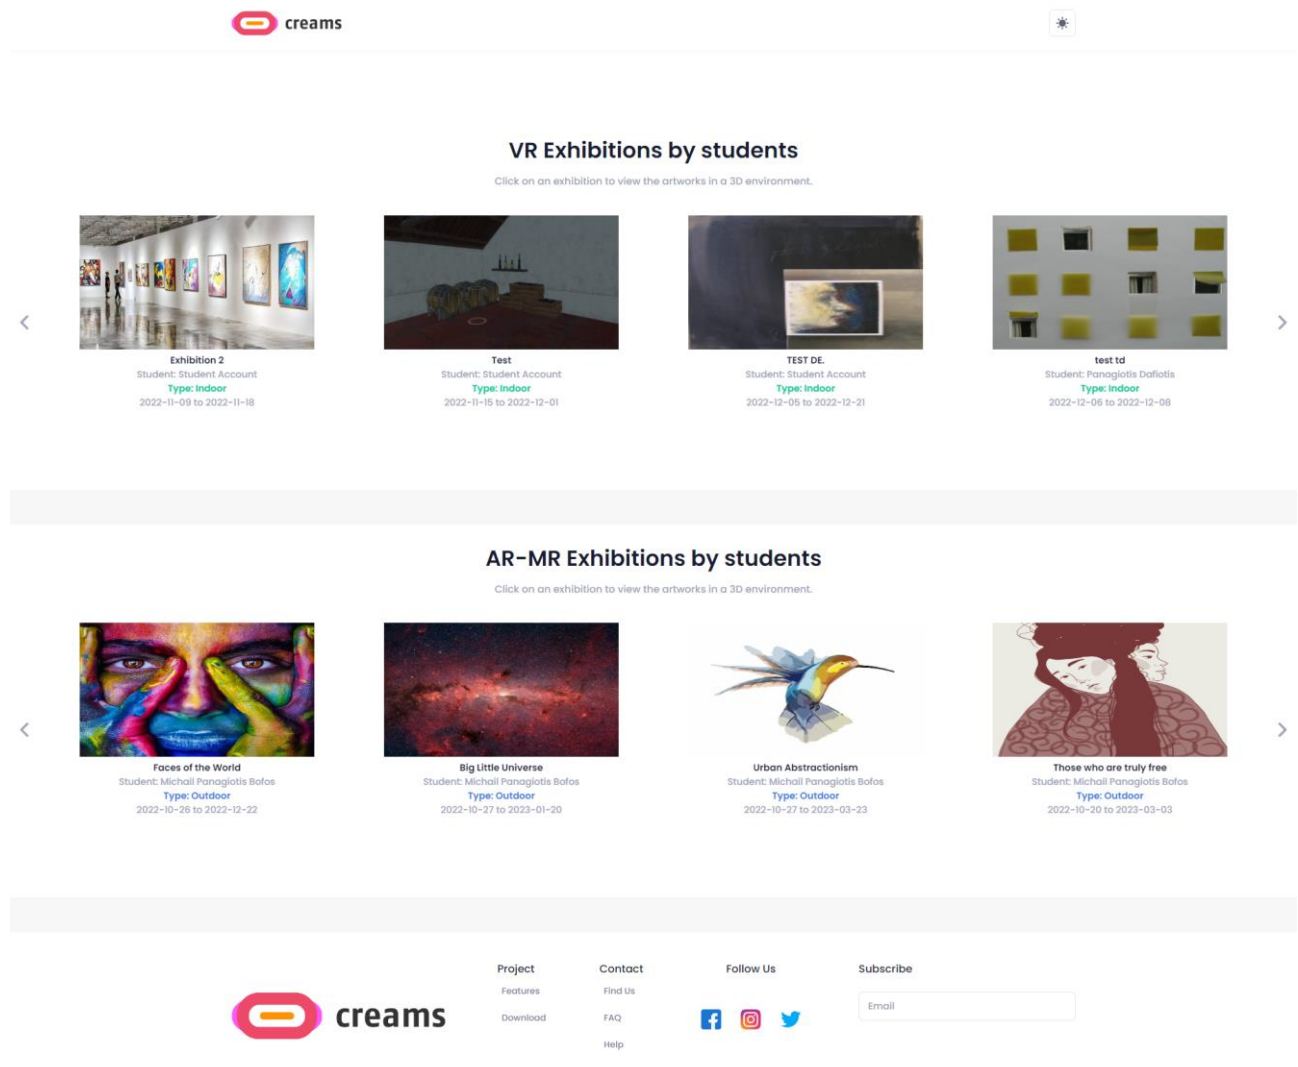 creams
VR Exhibitions by students
Click on an exhibition to view the artworks in a 3D environment.
Exhibition 2
Student: Student Account
Type: Indoor
2022-11-09 to 2022-11-18
Test
Student: Student Account
Type: Indoor
2022-11-15 to 2022-12-01
TEST DE.
Student: Student Account
Type: Indoor
2022-12-05 to 2022-12-21
test td
Student: Panagiotis Dafiotis
Type: Indoor
2022-12-06 to 2022-12-08
AR-MR Exhibitions by students
Click on an exhibition to view the artworks in a 3D environment.
Faces of the World
Student: Michail Panagiotis Bofos
Type: Outdoor
2022-10-26 to 2022-12-22
Big Little Universe
Student: Michail Panagiotis Bofos
Type: Outdoor
2022-10-27 to 2023-01-20
Urban Abstractionism
Student: Michail Panagiotis Bofos
Type: Outdoor
2022-10-27 to 2023-03-23
Those who are truly free
Student: Michail Panagiotis Bofos
Type: Outdoor
2022-10-20 to 2023-03-03
creams
Project
Features
Download
Contact
Find Us
FAQ
Help
Follow Us
Subscribe
Email